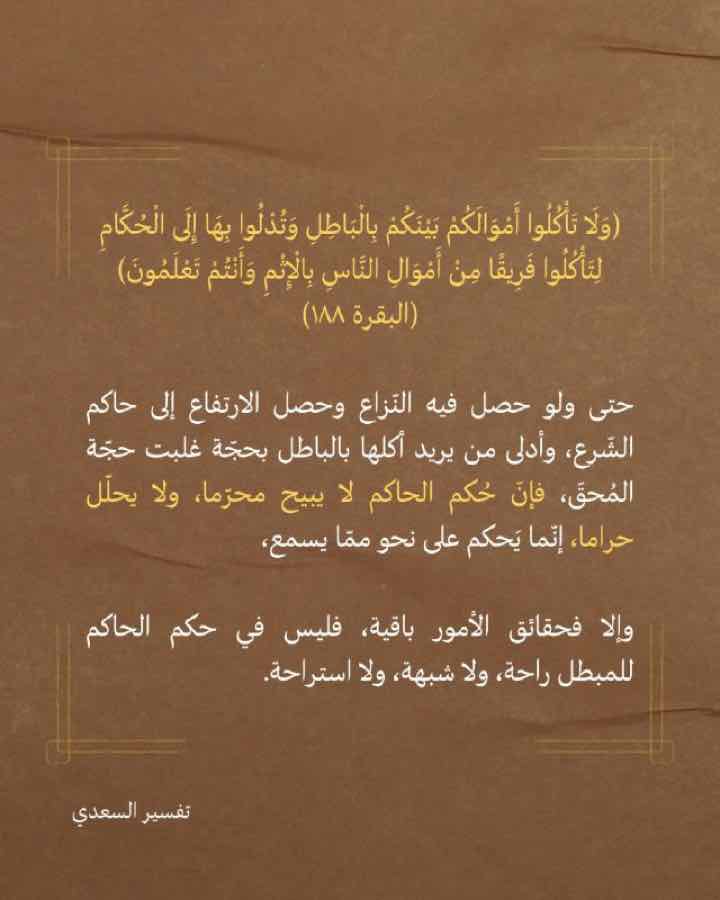 (وَلَا تَأْكُلُوا أَمْوَالَكُمْ بَيْنَكُمْ بِالْبَاطِلِ وَتُدْلُوا بِهَا إِلَى الْحُكَّامِ
لِتَأْكُلُوا فَرِيقًا مِنْ أَمْوَالِ النَّاسِ بِالْإِثْمِ وَأَنْتُمْ تَعْلَمُونَ)
(البقرة ١٨٨)
حتى ولو حصل فيه النّزاع وحصل الارتفاع إلى حاكم
الشّرع، وأدلى من يريد أكلها بالباطل بحجّة غلبت حجّة
المُحقّ، فإنّ حُكم الحاكم لا يبيح محرّما، ولا يحلّل
حراما، إنّما يَحكم على نحو ممّا يسمع،
وإلا فحقائق الأمور باقية، فليس في حكم الحاكم
للمبطل راحة، ولا شبهة، ولا استراحة.
تفسير السعدي